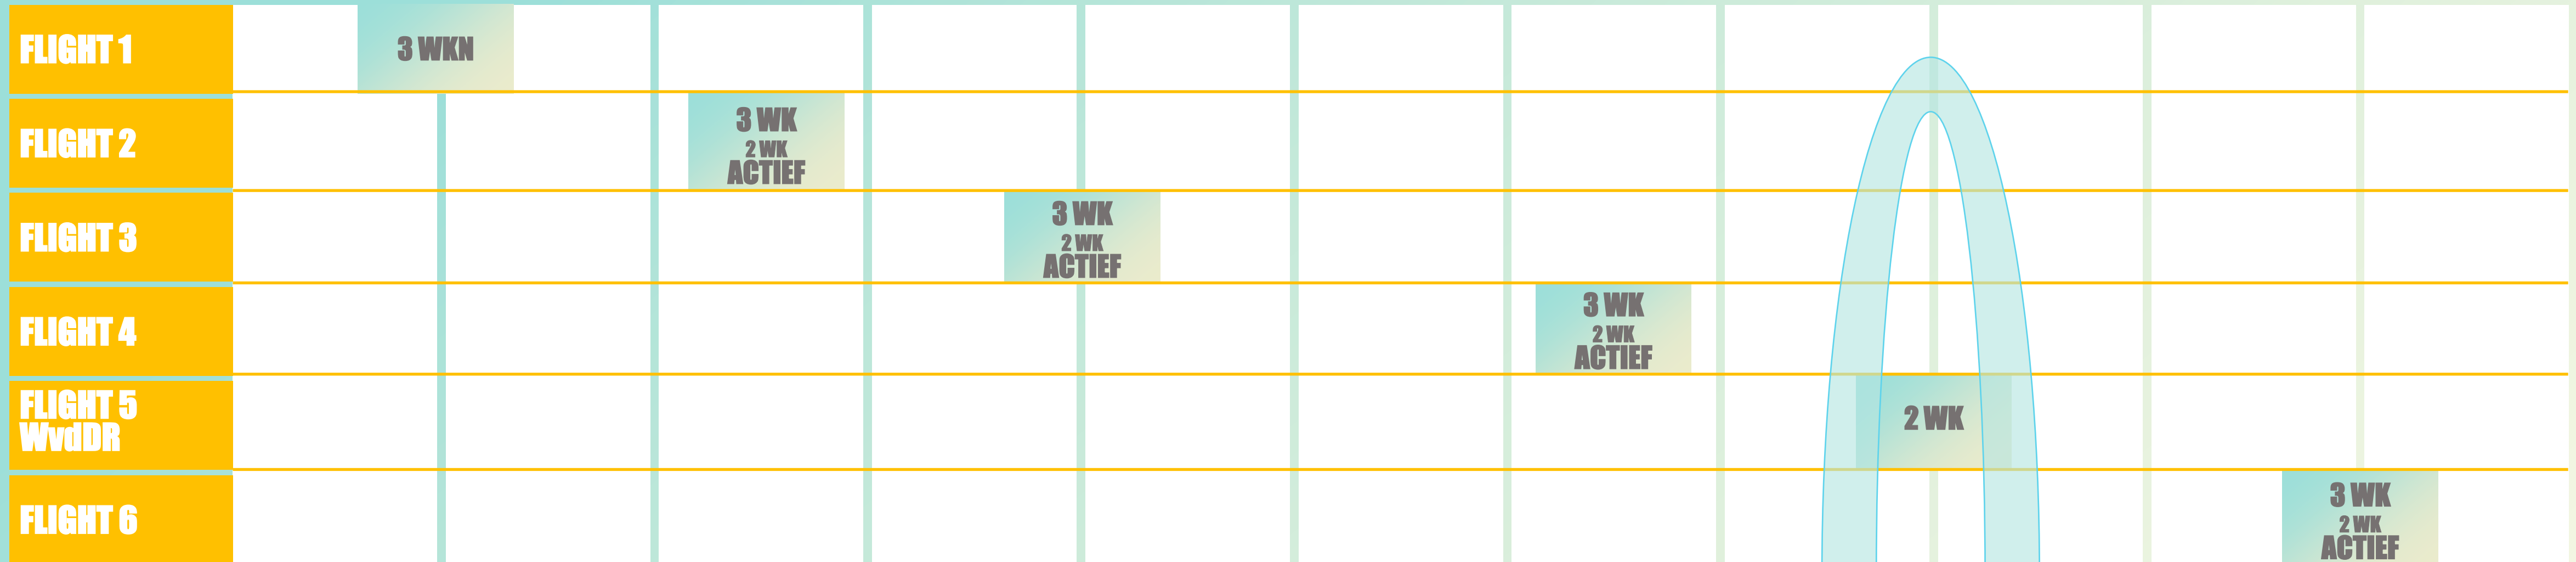 FLIGHT 1
3 WKN
FLIGHT 2
3 WK
2 WK
ACTIEF
FLIGHT 3
3 WK
2 WK
ACTIEF
FLIGHT 4
3 WK
2 WK
ACTIEF
FLIGHT 5
WvdDR
2 WK
FLIGHT 6
3 WK
2 WK
ACTIEF